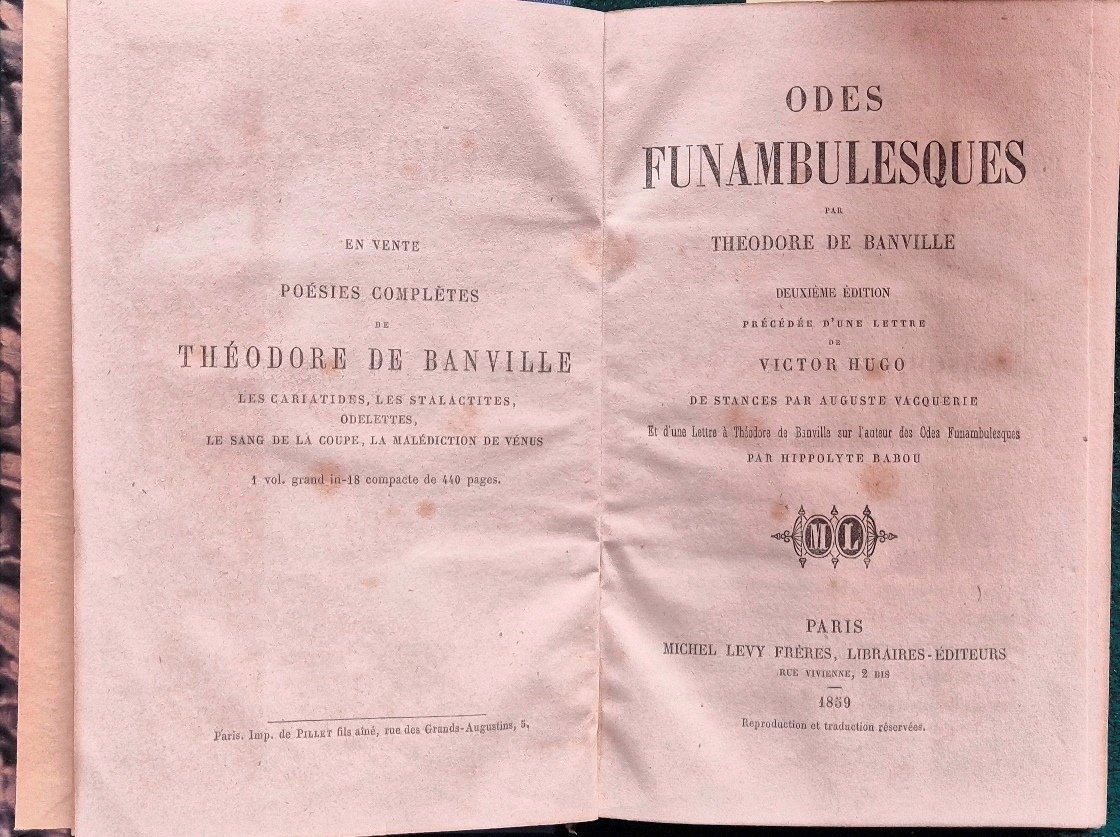 EN VENTE
POÉSIES COMPLÈTES
DE
THÉODORE DE BANVILLE
LES CARIATIDES, LES STALACTITES,
ODELETTES,
LE SANG DE LA COUPE, LA MALÉDICTION DE VÉNUS
1 vol. grand in-18 compacte de 440 pages.
Paris. Imp. de PILLET fils aîné, rue des Grands-Augustins, 5.
ODES
FUNAMBULESQUES
PAR
THEODORE DE BANVILLE
DEUXIÈME ÉDITION
PRÉCÉDÉE D'UNE LETTRE
DE
VICTOR HUGO
DE STANCES PAR AUGUSTE VACQUERIE
Et d'une Lettre à Théodore de Banville sur l'auteur des Odes Funambulesques
PAR HIPPOLYTE BABOU
ML
PARIS
MICHEL LEVY FRÈRES, LIBRAIRES-ÉDITEURS
RUE VIVIENNE, 2 BIS
1859
Reproduction et traduction réservées.